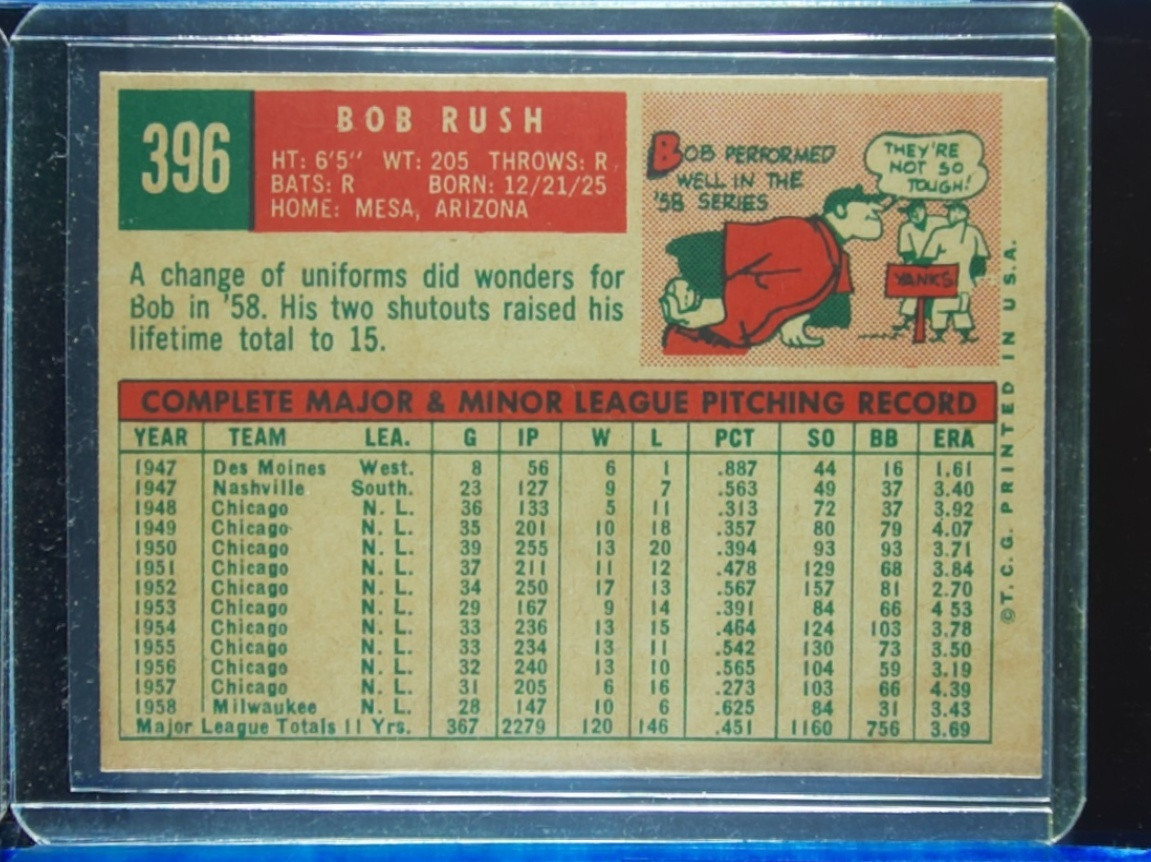 396
BOB RUSH
HT: 6'5" WT: 205 THROWS: R
BATS: R BORN: 12/21/25
HOME: MESA, ARIZONA
BOB PERFORMED
WELL IN THE
'58 SERIES
THEY'RE
NOT SO
TOUGH!
YANKS
A change of uniforms did wonders for
Bob in '58. His two shutouts raised his
lifetime total to 15.
COMPLETE MAJOR & MINOR LEAGUE PITCHING RECORD
YEAR TEAM LEA. G IP W L PCT SO BB ERA
1947 Des Moines West. 8 56 6 1 .887 44 16 1.61
1947 Nashville South. 23 127 9 7 .563 49 37 3.40
1948 Chicago N. L. 36 133 5 11 .313 72 37 3.92
1949 Chicago N. L. 35 201 10 18 .357 80 79 4.07
1950 Chicago N. L. 39 255 13 20 .394 93 93 3.71
1951 Chicago N. L. 37 211 11 12 .478 129 68 3.84
1952 Chicago N. L. 34 250 17 13 .567 157 81 2.70
1953 Chicago N. L. 29 167 9 14 .391 84 66 4 53
1954 Chicago N. L. 33 236 13 15 .464 124 103 3.78
1955 Chicago N. L. 33 234 13 11 .542 130 73 3.50
1956 Chicago N. L. 32 240 13 10 .565 104 59 3.19
1957 Chicago N. L. 31 205 6 16 .273 103 66 4.39
1958 Milwaukee N. L. 28 147 10 6 .625 84 31 3.43
Major League Totals 11 Yrs. 367 2279 120 146 .451 1160 756 3.69
©T. C. G. PRINTED IN U.S.A.